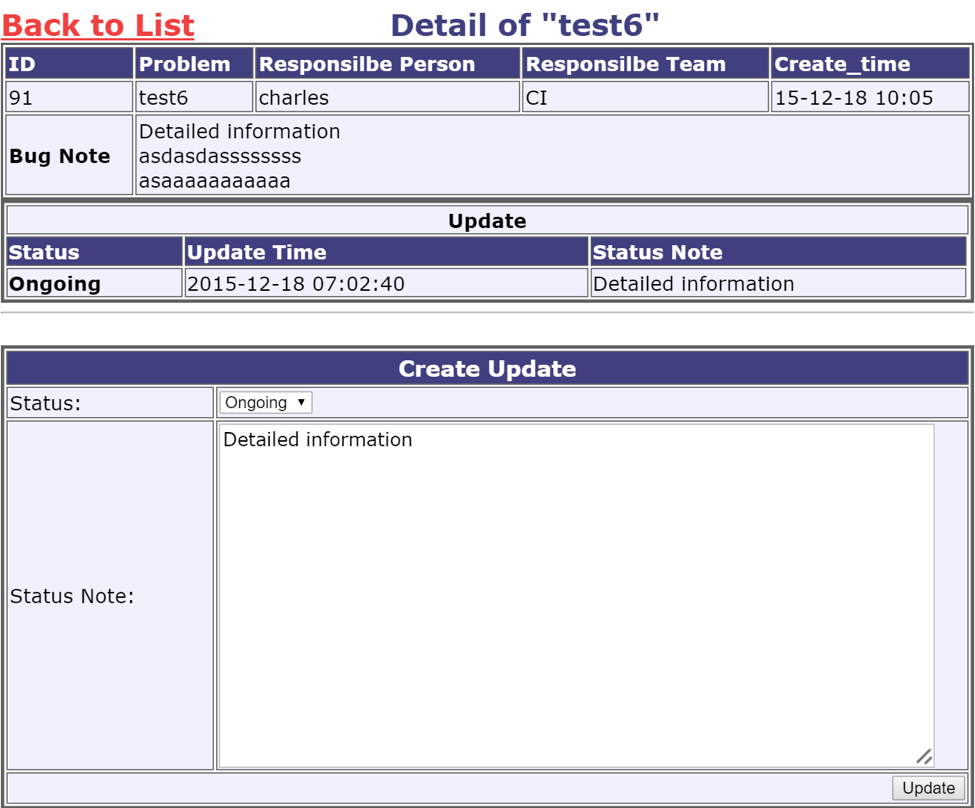 Back to List Detail of "test6"
ID Problem Responsilbe Person Responsilbe Team Create_time
91 test6 charles CI 15-12-18 10:05
Bug Note
Detailed information
asdasdassssssss
asaaaaaaaaaaa
Update
Status Update Time Status Note
Ongoing 2015-12-18 07:02:40 Detailed information
Create Update
Status: Ongoing
Status Note:
Detailed information
Update